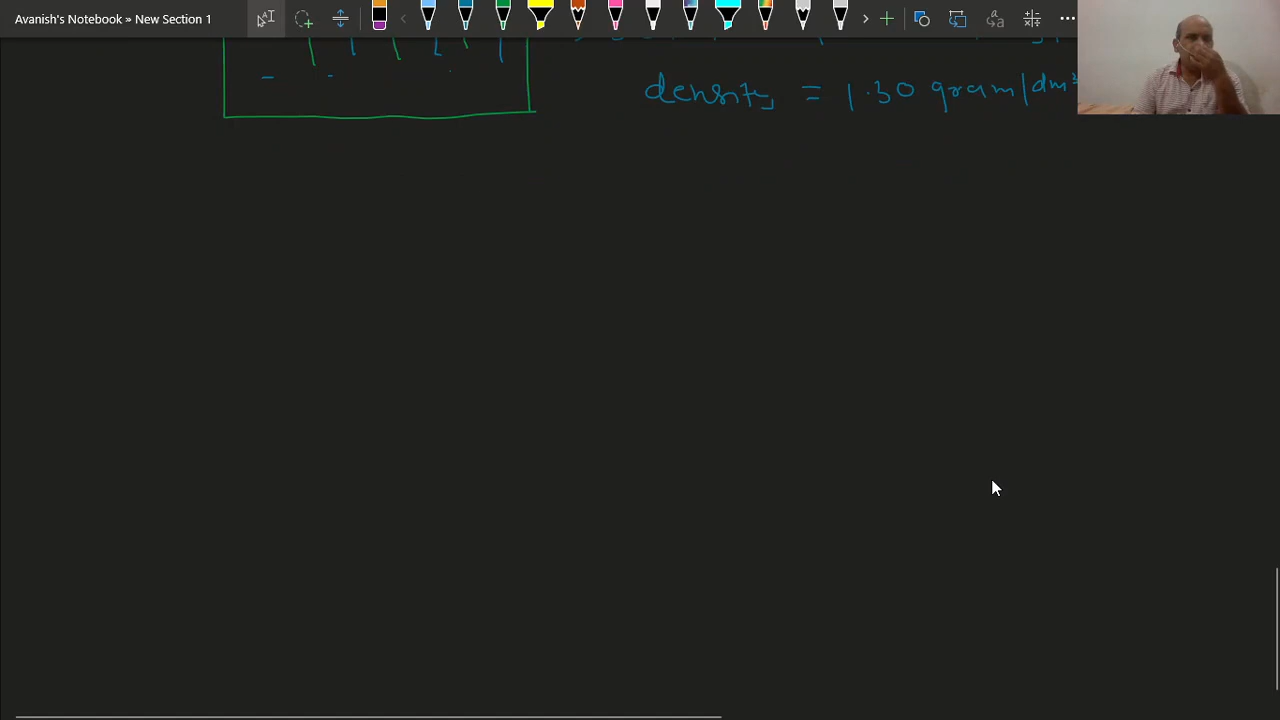 Avanish's Notebook » New Section 1
density = 1.30 gram/dm³